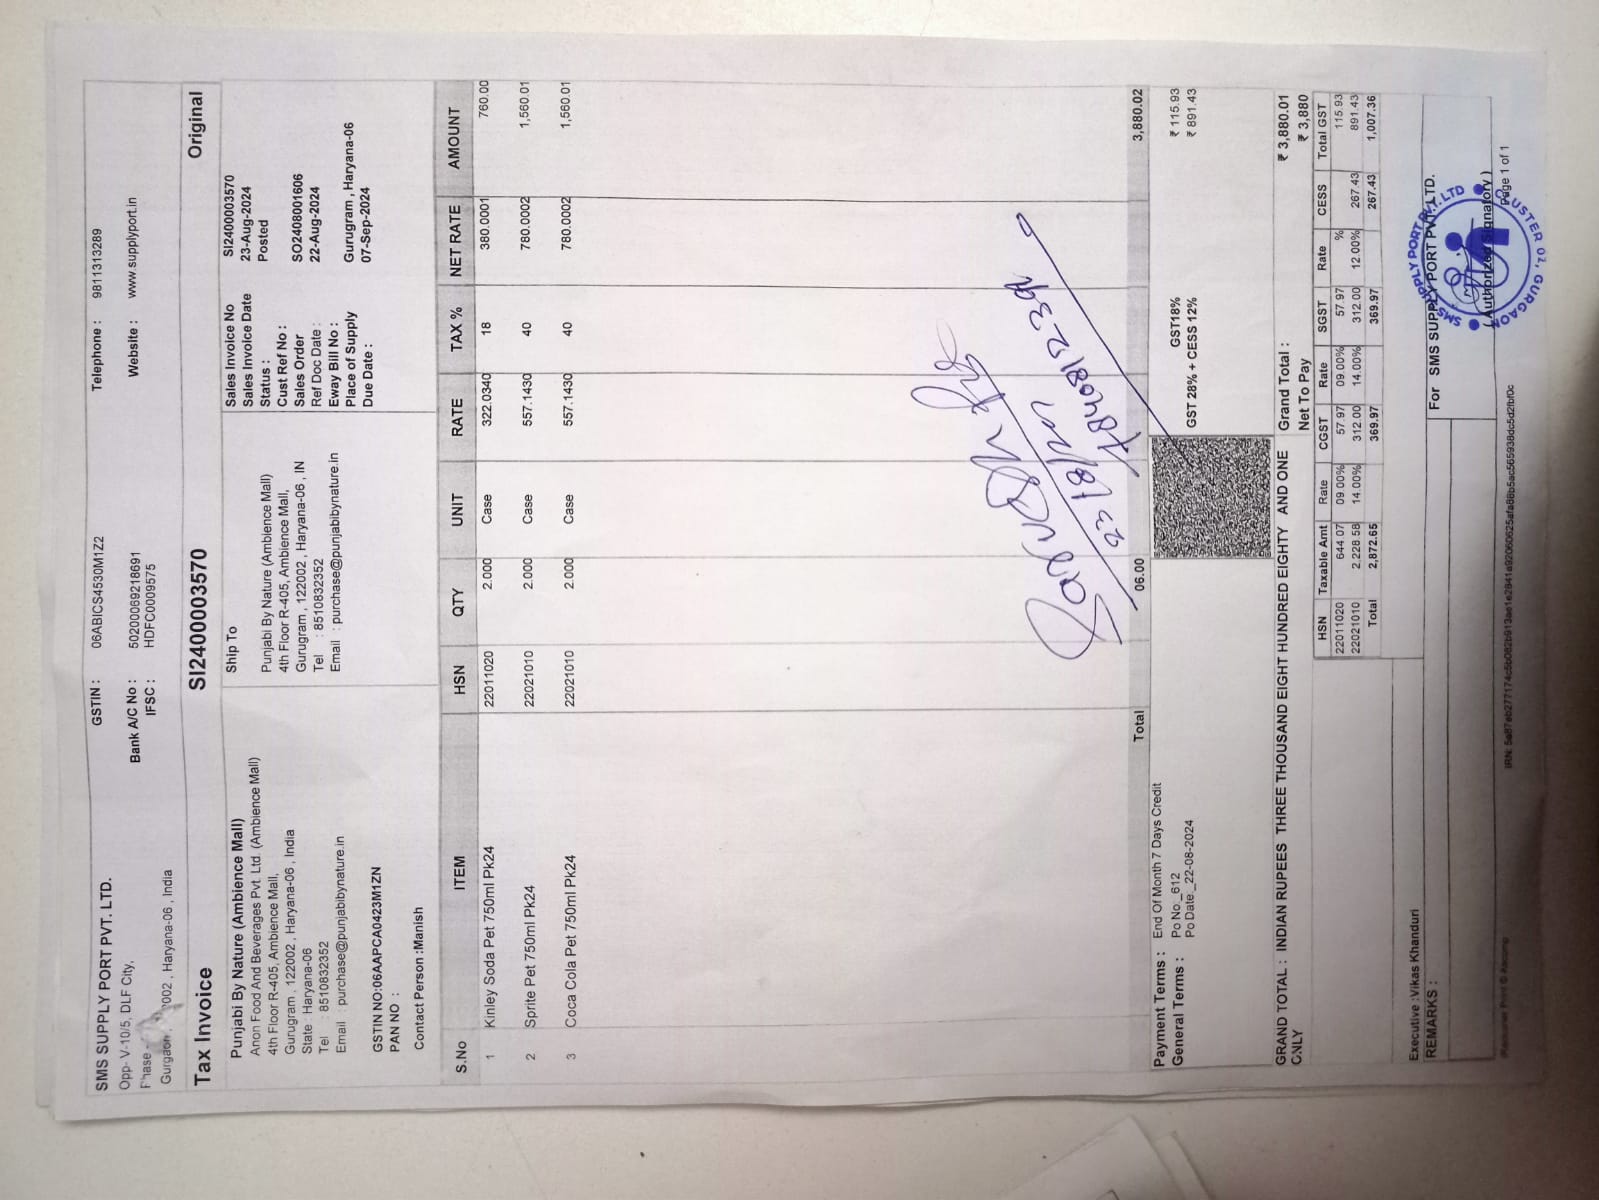 SMS SUPPLY PORT PVT. LTD. GSTIN : 06ABICS4530M1Z2 Telephone : 9811313289
Opp- V-10/5, DLF City,
Phase - Bank A/C No : 50200069218691 Website : www.supplyport.in
Gurgaon, 2002 , Haryana-06 , India IFSC : HDFC0009575
Tax Invoice SI2400003570 Original
Punjabi By Nature (Ambience Mall)
Anon Food And Beverages Pvt. Ltd. (Ambience Mall)
4th Floor R-405, Ambience Mall,
Gurugram , 122002 , Haryana-06 , India
State : Haryana-06
Tel : 8510832352
Email : purchase@punjabibynature.in
GSTIN NO:06AAPCA0423M1ZN
PAN NO :
Contact Person :Manish
Ship To
Punjabi By Nature (Ambience Mall)
4th Floor R-405, Ambience Mall,
Gurugram , 122002 , Haryana-06 , IN
Tel : 8510832352
Email : purchase@punjabibynature.in
Sales Invoice No SI2400003570
Sales Invoice Date 23-Aug-2024
Status : Posted
Cust Ref No :
Sales Order SO2408001606
Ref Doc Date : 22-Aug-2024
Eway Bill No :
Place of Supply Gurugram , Haryana-06
Due Date : 07-Sep-2024
S.No ITEM HSN QTY UNIT RATE TAX % NET RATE AMOUNT
1 Kinley Soda Pet 750ml Pk24 22011020 2.000 Case 322.0340 18 380.0001 760.00
2 Sprite Pet 750ml Pk24 22021010 2.000 Case 557.1430 40 780.0002 1,560.01
3 Coca Cola Pet 750ml Pk24 22021010 2.000 Case 557.1430 40 780.0002 1,560.01
Total 06.00 3,880.02
Payment Terms : End Of Month 7 Days Credit
General Terms : Po No_612
Po Date_22-08-2024
GST18% ₹ 115.93
GST 28% + CESS 12% ₹ 891.43
GRAND TOTAL : INDIAN RUPEES THREE THOUSAND EIGHT HUNDRED EIGHTY AND ONE
ONLY
Grand Total : ₹ 3,880.01
Net To Pay ₹ 3,880
HSN Taxable Amt Rate CGST Rate SGST Rate CESS Total GST
22011020 644.07 09.00% 57.97 09.00% 57.97 % 115.93
22021010 2,228.58 14.00% 312.00 14.00% 312.00 12.00% 267.43 891.43
Total 2,872.65 369.97 369.97 267.43 1,007.36
Executive :Vikas Khanduri
REMARKS :
For SMS SUPPLY PORT PVT. LTD.
( Authorized Signatory )
SMS SUPPLY PORT PVT. LTD
CLUSTER 02, GURGAON
Page 1 of 1